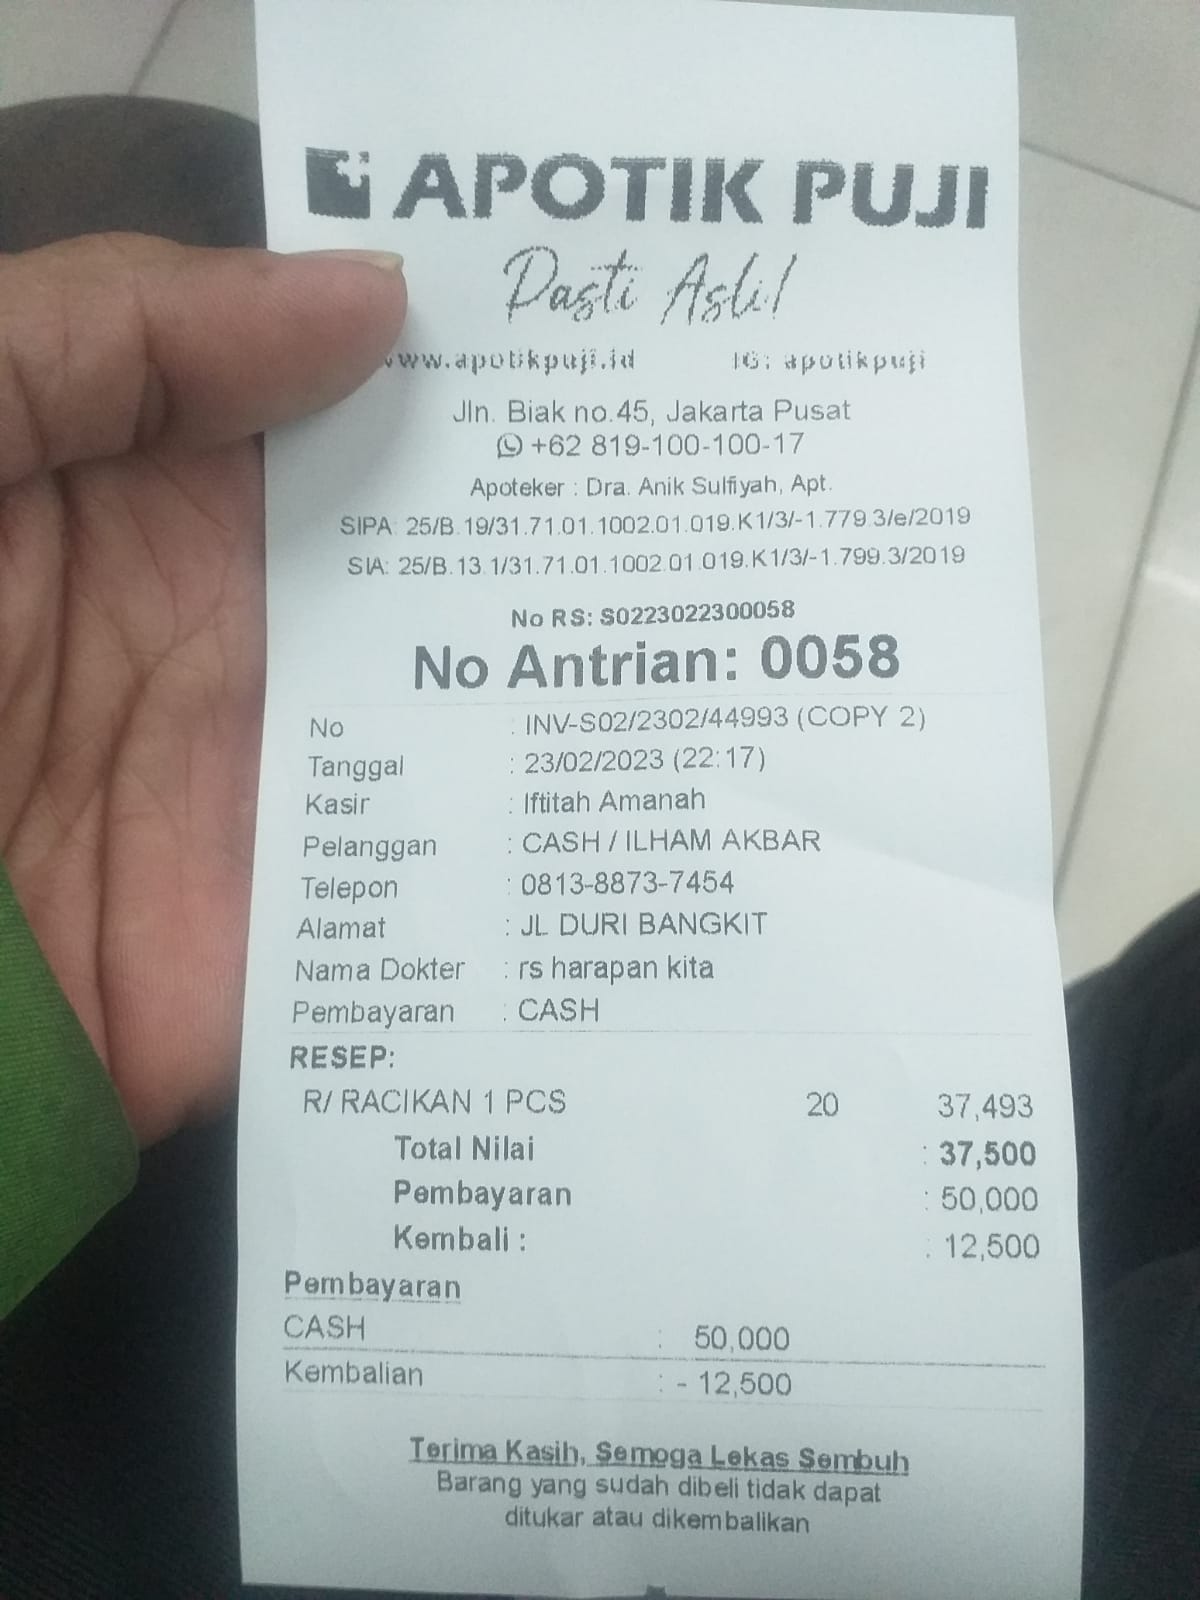 APOTIK PUJI
Pasti Asli!
www.apotikpuji.id IG: apotikpuji
Jln. Biak no.45, Jakarta Pusat
+62 819-100-100-17
Apoteker : Dra. Anik Sulfiyah, Apt.
SIPA: 25/B.19/31.71.01.1002.01.019.K1/3/-1.779.3/e/2019
SIA: 25/B.13.1/31.71.01.1002.01.019.K1/3/-1.799.3/2019
No RS: S0223022300058
No Antrian: 0058
No : INV-S02/2302/44993 (COPY 2)
Tanggal : 23/02/2023 (22:17)
Kasir : Iftitah Amanah
Pelanggan : CASH / ILHAM AKBAR
Telepon : 0813-8873-7454
Alamat : JL DURI BANGKIT
Nama Dokter : rs harapan kita
Pembayaran : CASH
RESEP:
R/ RACIKAN 1 PCS 20 37,493
Total Nilai : 37,500
Pembayaran : 50,000
Kembali : : 12,500
Pembayaran
CASH : 50,000
Kembalian : - 12,500
Terima Kasih, Semoga Lekas Sembuh
Barang yang sudah dibeli tidak dapat
ditukar atau dikembalikan